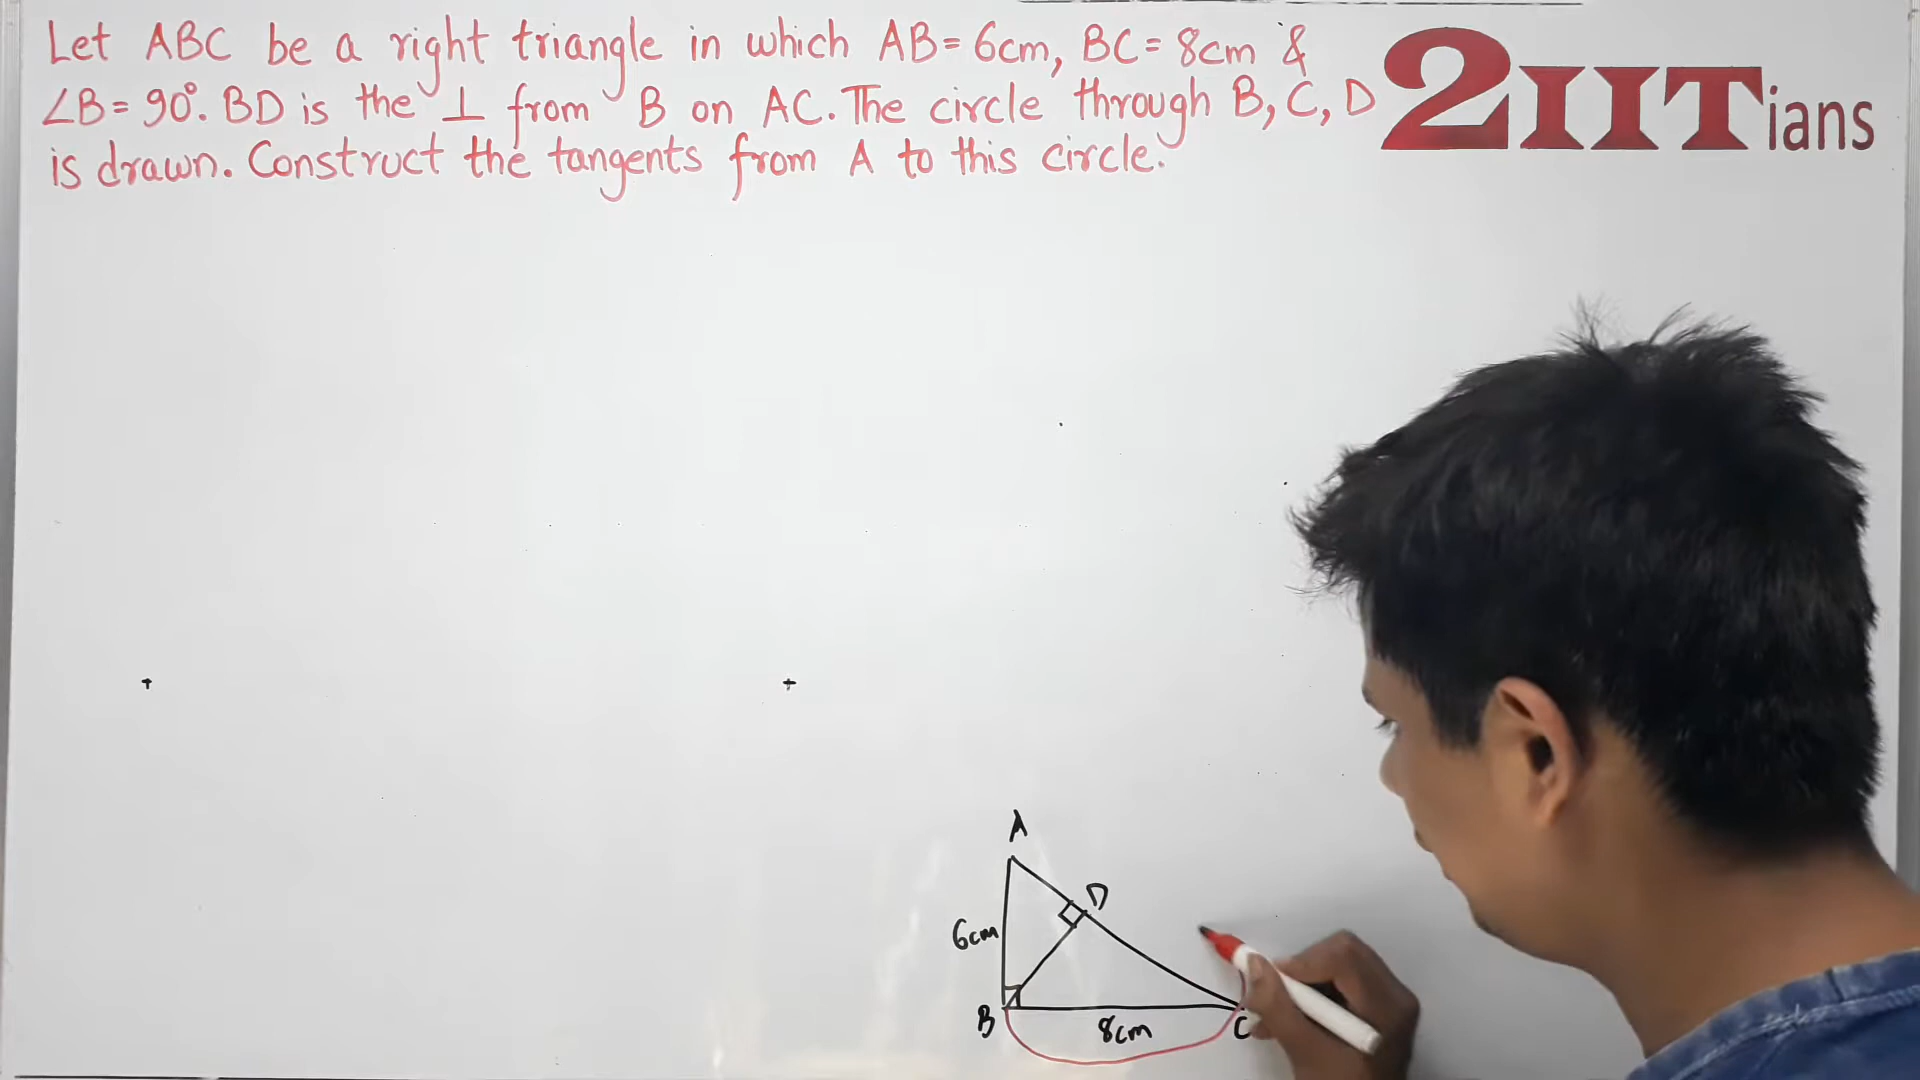 Let ABC be a right triangle in which AB = 6cm, BC = 8cm &
∠B = 90°. BD is the ⊥ from B on AC. The circle through B, C, D
is drawn. Construct the tangents from A to this circle.
2IITians
A
D
6cm
B
8cm
C